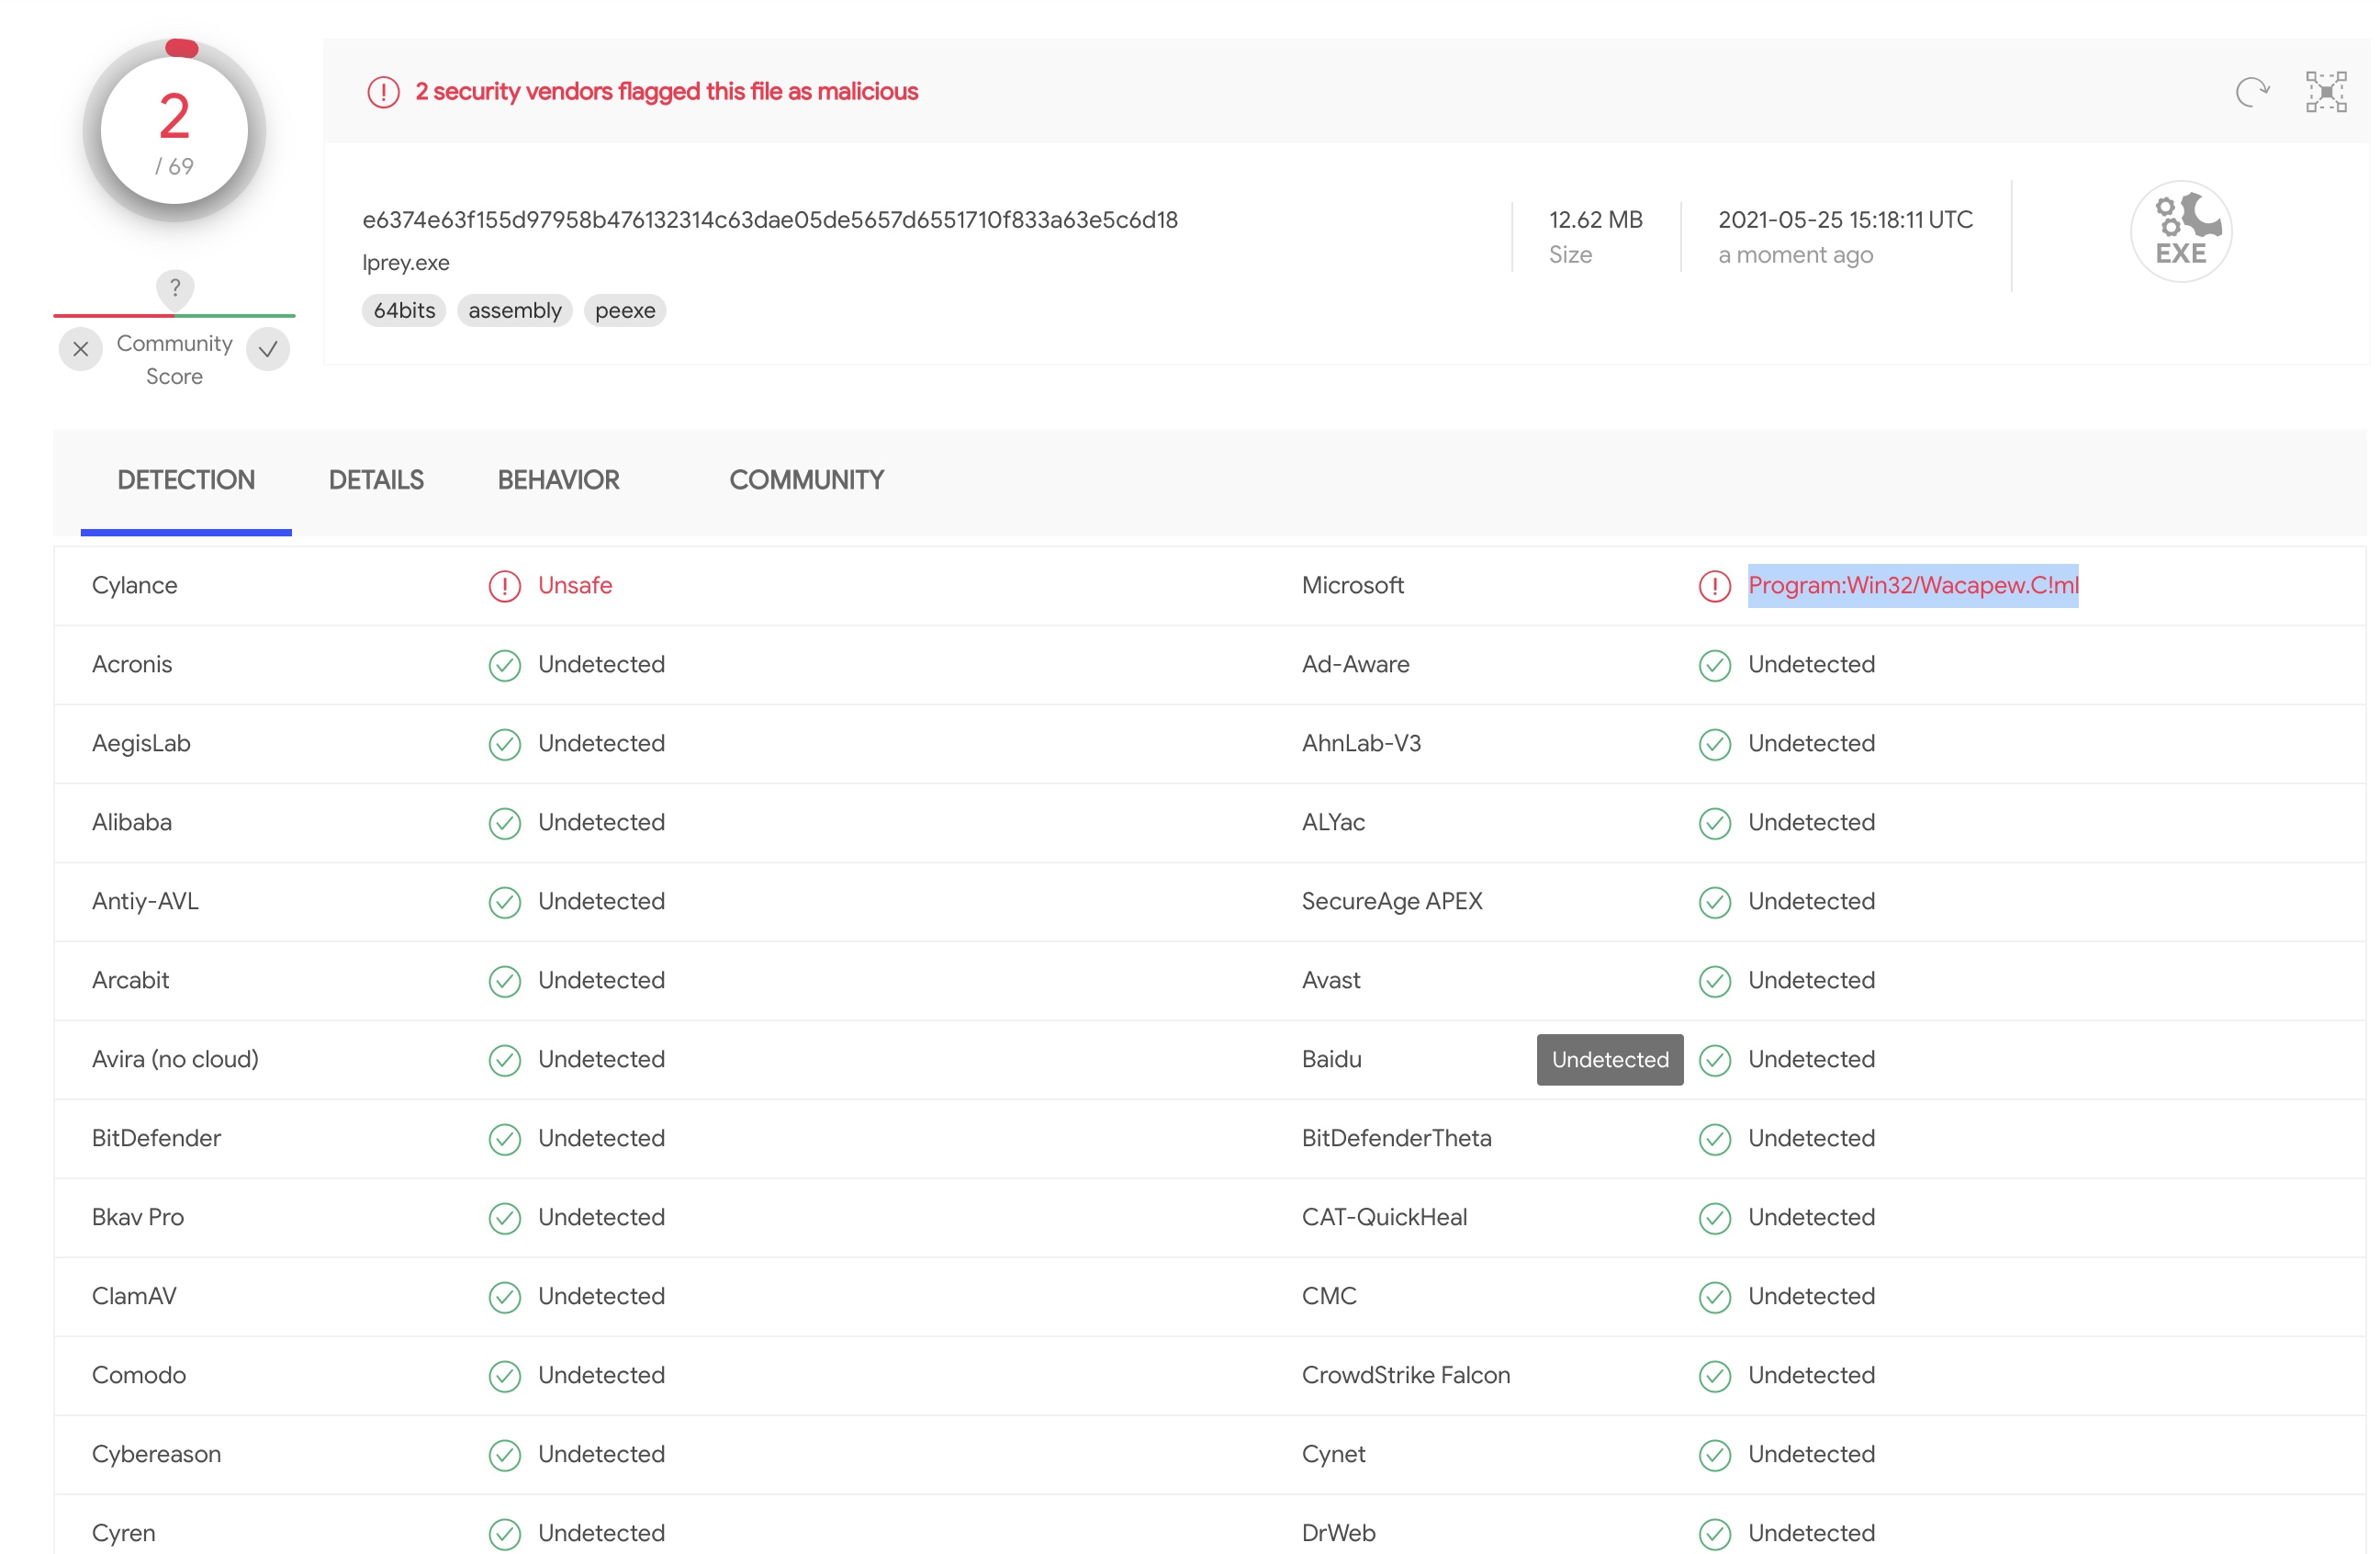 2
/ 69
?
Community
Score
2 security vendors flagged this file as malicious
e6374e63f155d97958b476132314c63dae05de5657d6551710f833a63e5c6d18
lprey.exe
64bits assembly peexe
12.62 MB
Size
2021-05-25 15:18:11 UTC
a moment ago
EXE
DETECTION DETAILS BEHAVIOR COMMUNITY
Cylance Unsafe Microsoft Program:Win32/Wacapew.C!ml
Acronis Undetected Ad-Aware Undetected
AegisLab Undetected AhnLab-V3 Undetected
Alibaba Undetected ALYac Undetected
Antiy-AVL Undetected SecureAge APEX Undetected
Arcabit Undetected Avast Undetected
Avira (no cloud) Undetected Baidu Undetected Undetected
BitDefender Undetected BitDefenderTheta Undetected
Bkav Pro Undetected CAT-QuickHeal Undetected
ClamAV Undetected CMC Undetected
Comodo Undetected CrowdStrike Falcon Undetected
Cybereason Undetected Cynet Undetected
Cyren Undetected DrWeb Undetected